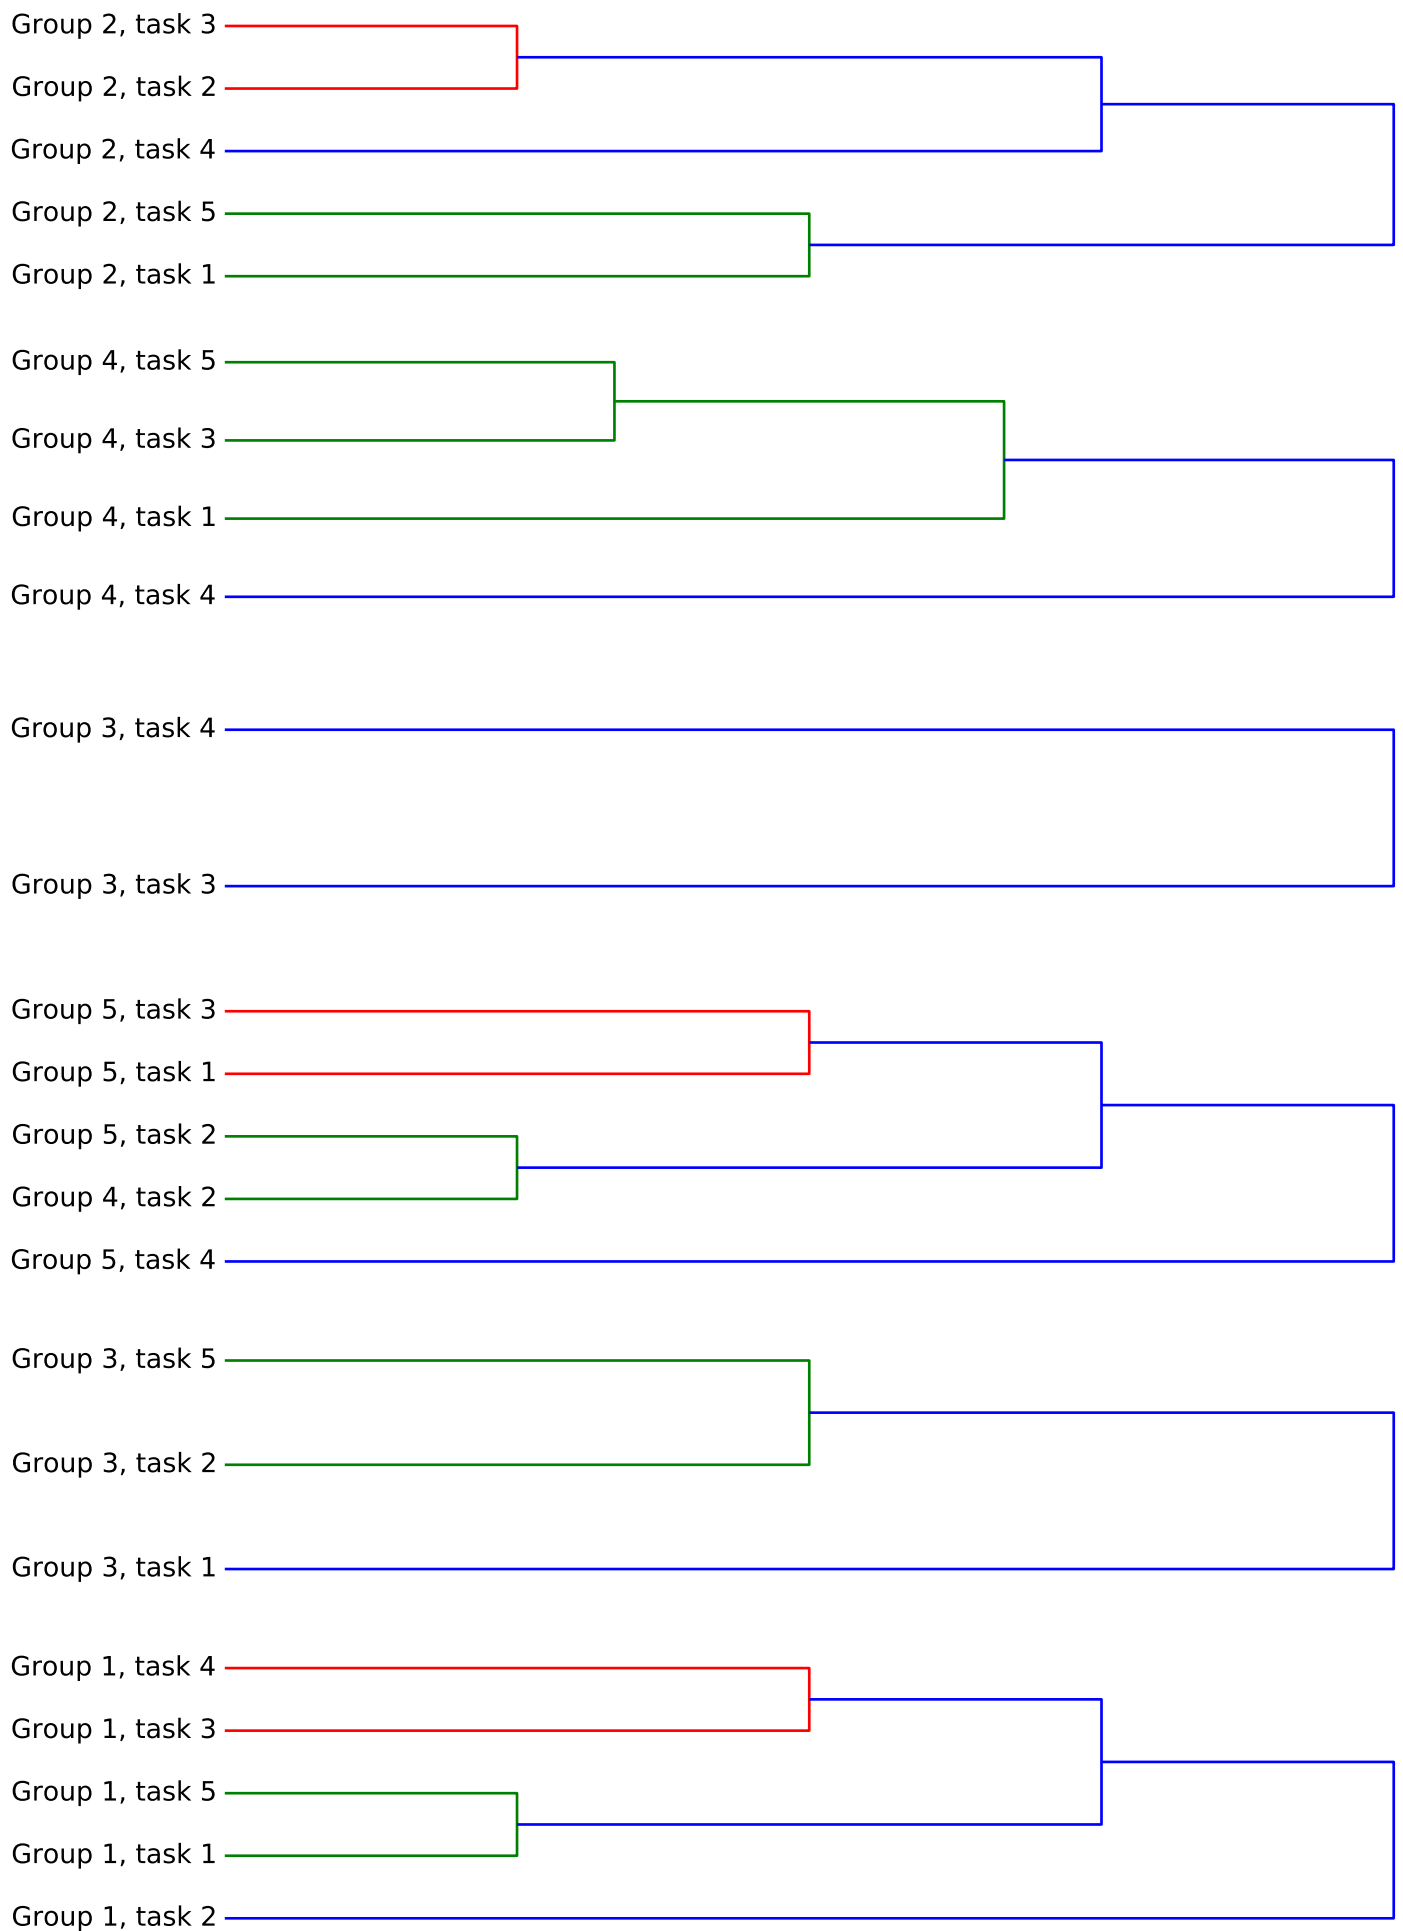 Group 2, task 3
Group 2, task 2
Group 2, task 4
Group 2, task 5
Group 2, task 1
Group 4, task 5
Group 4, task 3
Group 4, task 1
Group 4, task 4
Group 3, task 4
Group 3, task 3
Group 5, task 3
Group 5, task 1
Group 5, task 2
Group 4, task 2
Group 5, task 4
Group 3, task 5
Group 3, task 2
Group 3, task 1
Group 1, task 4
Group 1, task 3
Group 1, task 5
Group 1, task 1
Group 1, task 2